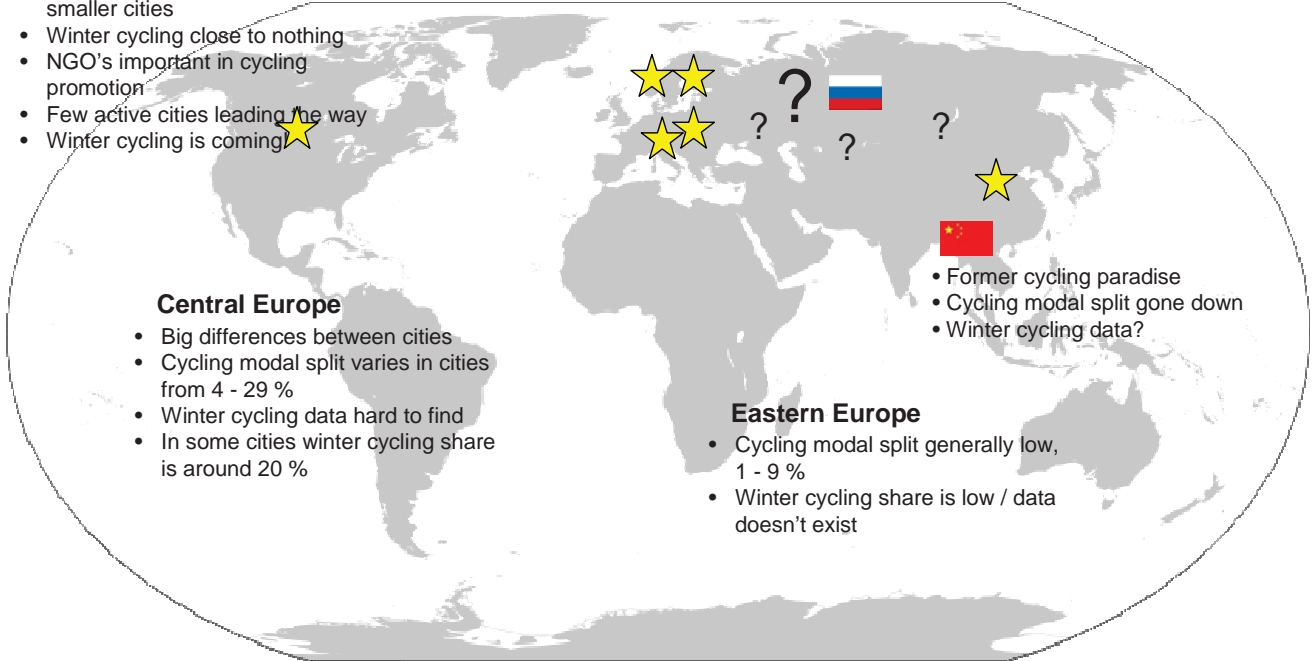 smaller cities
• Winter cycling close to nothing
• NGO's important in cycling
promotion
• Few active cities leading the way
• Winter cycling is coming!
?
?
?
?
• Former cycling paradise
• Cycling modal split gone down
• Winter cycling data?
Central Europe
• Big differences between cities
• Cycling modal split varies in cities
from 4 - 29 %
• Winter cycling data hard to find
• In some cities winter cycling share
is around 20 %
Eastern Europe
• Cycling modal split generally low,
1 - 9 %
• Winter cycling share is low / data
doesn't exist